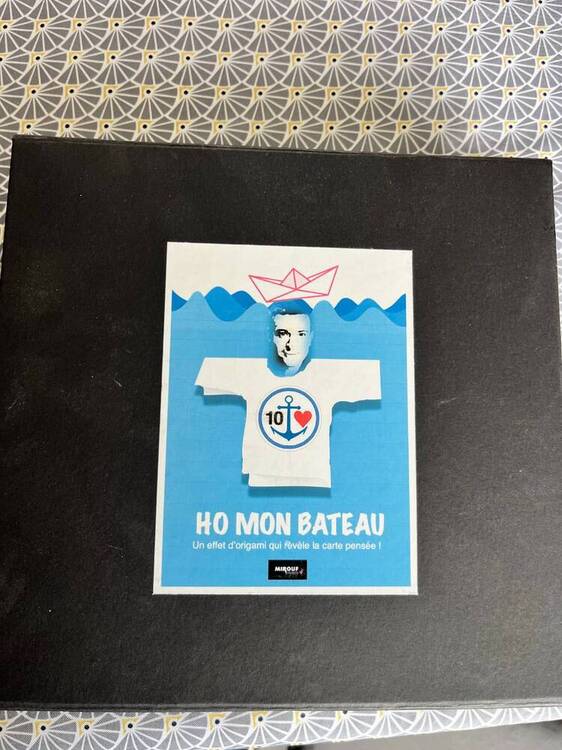 10
HO MON BATEAU
Un effet d'origami qui révèle la carte pensée !
MIROUF